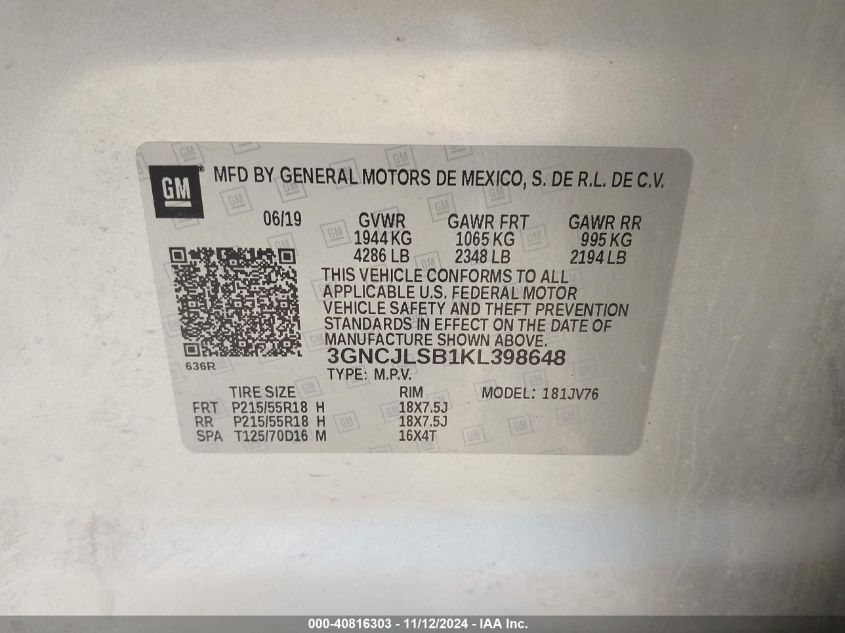 GM® MFD BY GENERAL MOTORS DE MEXICO, S. DE R.L. DE C.V.
06/19 GVWR GAWR FRT GAWR RR
1944 KG 1065 KG 995 KG
4286 LB 2348 LB 2194 LB
THIS VEHICLE CONFORMS TO ALL
APPLICABLE U.S. FEDERAL MOTOR
VEHICLE SAFETY AND THEFT PREVENTION
STANDARDS IN EFFECT ON THE DATE OF
MANUFACTURE SHOWN ABOVE.
3GNCJLSB1KL398648
636R
TYPE: M.P.V.
TIRE SIZE RIM MODEL: 181JV76
FRT P215/55R18 H 18X7.5J
RR P215/55R18 H 18X7.5J
SPA T125/70D16 M 16X4T
000-40816303 - 11/12/2024 - IAA Inc.